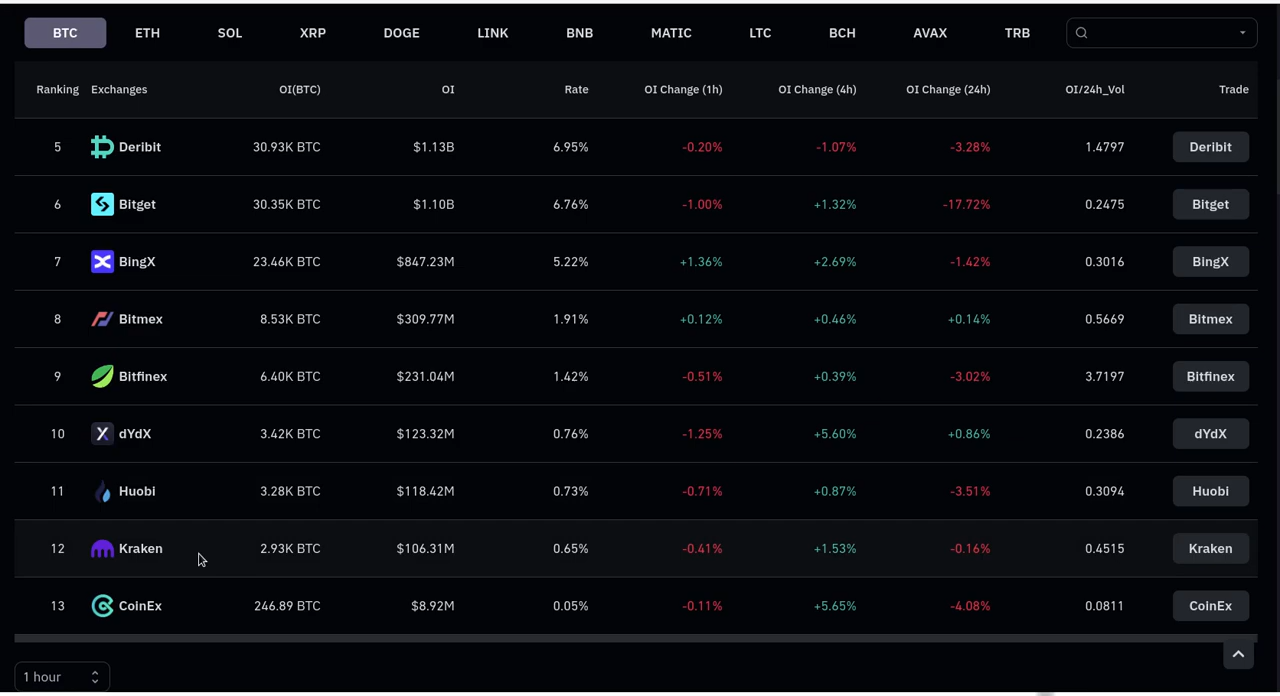 BTC ETH SOL XRP DOGE LINK BNB MATIC LTC BCH AVAX TRB
Ranking Exchanges OI(BTC) OI Rate OI Change (1h) OI Change (4h) OI Change (24h) OI/24h_Vol Trade
5 Deribit 30.93K BTC $1.13B 6.95% -0.20% -1.07% -3.28% 1.4797 Deribit
6 Bitget 30.35K BTC $1.10B 6.76% -1.00% +1.32% -17.72% 0.2475 Bitget
7 BingX 23.46K BTC $847.23M 5.22% +1.36% +2.69% -1.42% 0.3016 BingX
8 Bitmex 8.53K BTC $309.77M 1.91% +0.12% +0.46% +0.14% 0.5669 Bitmex
9 Bitfinex 6.40K BTC $231.04M 1.42% -0.51% +0.39% -3.02% 3.7197 Bitfinex
10 dYdX 3.42K BTC $123.32M 0.76% -1.25% +5.60% +0.86% 0.2386 dYdX
11 Huobi 3.28K BTC $118.42M 0.73% -0.71% +0.87% -3.51% 0.3094 Huobi
12 Kraken 2.93K BTC $106.31M 0.65% -0.41% +1.53% -0.16% 0.4515 Kraken
13 CoinEx 246.89 BTC $8.92M 0.05% -0.11% +5.65% -4.08% 0.0811 CoinEx
1 hour